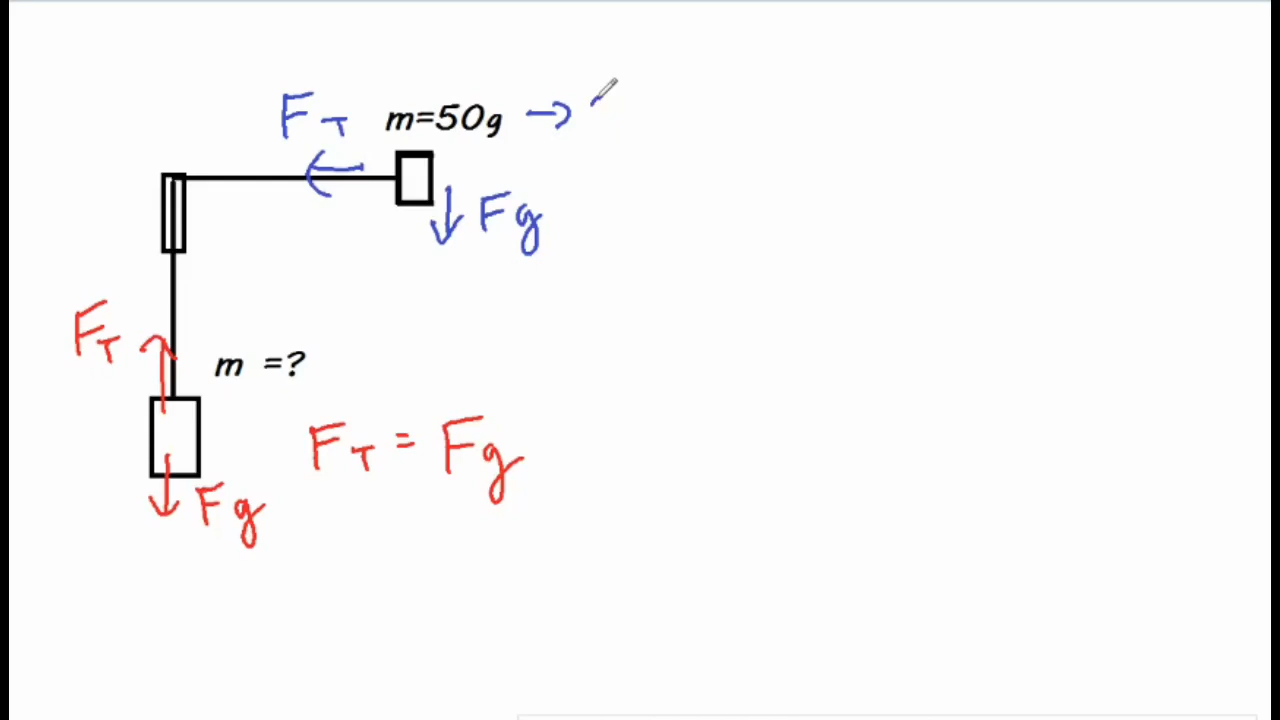 F_T m=50g →
Fg
F_T
m =?
F_T = Fg
Fg